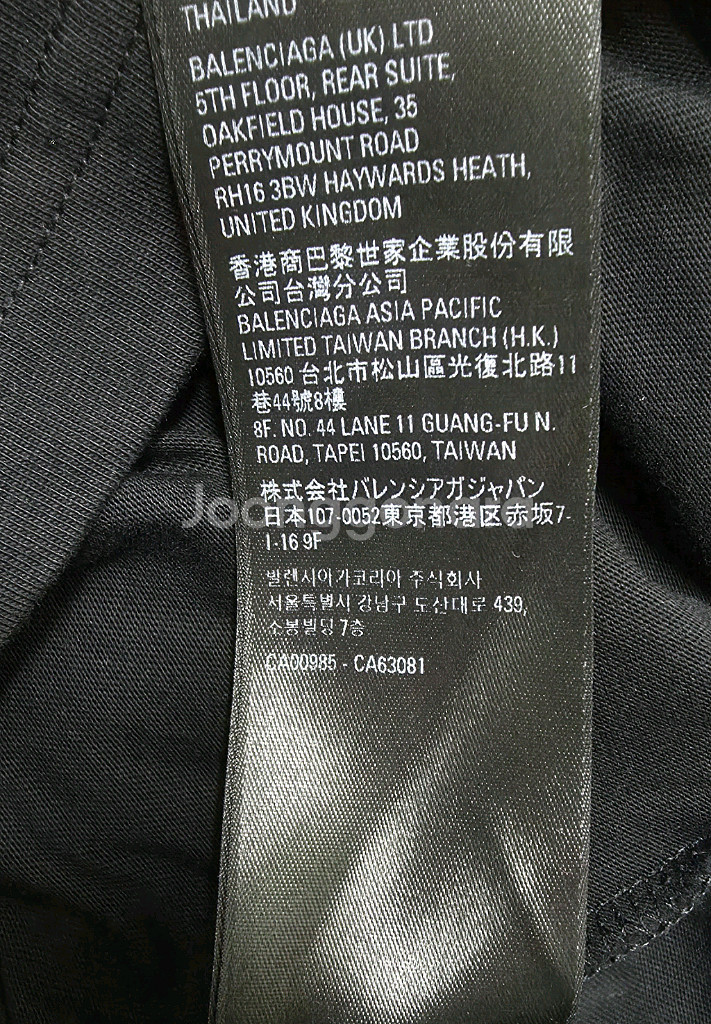 THAILAND
BALENCIAGA (UK) LTD
5TH FLOOR, REAR SUITE,
OAKFIELD HOUSE, 35
PERRYMOUNT ROAD
RH16 3BW HAYWARDS HEATH,
UNITED KINGDOM
香港商巴黎世家企業股份有限
公司台灣分公司
BALENCIAGA ASIA PACIFIC
LIMITED TAIWAN BRANCH (H.K.)
10560 台北市松山區光復北路11
巷44號8樓
8F. NO. 44 LANE 11 GUANG-FU N.
ROAD, TAPEI 10560, TAIWAN
株式会社バレンシアガジャパン
日本107-0052東京都港区赤坂7-
1-16 9F
발렌시아가코리아 주식회사
서울특별시 강남구 도산대로 439,
소봉빌딩 7층
CA00985 - CA63081